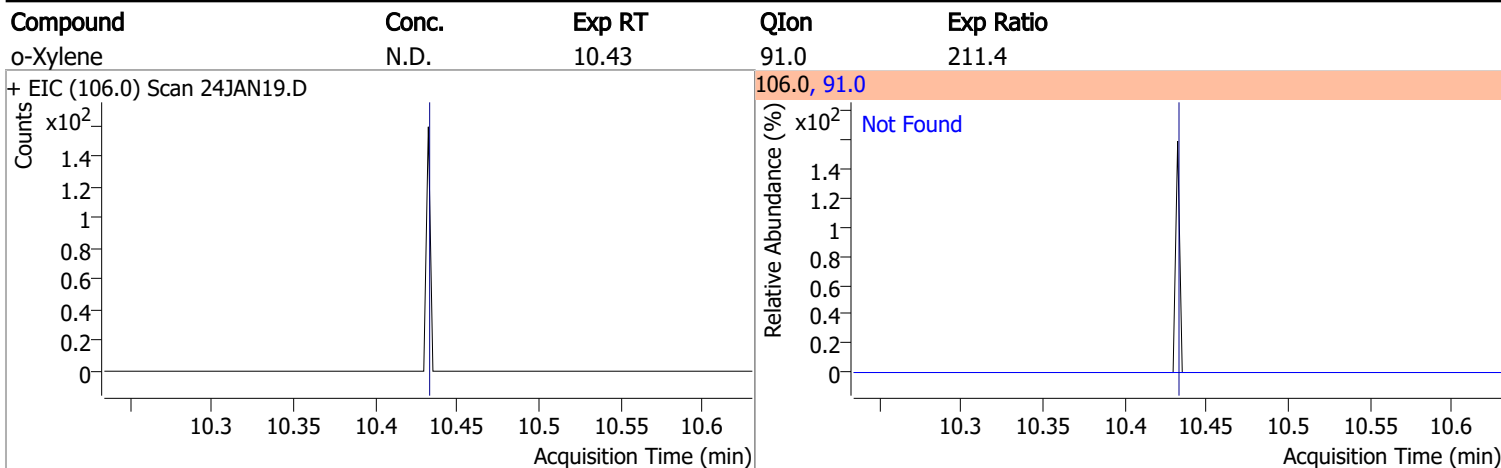 Compound Conc. Exp RT QIon Exp Ratio
o-Xylene N.D. 10.43 91.0 211.4
+ EIC (106.0) Scan 24JAN19.D
Counts
x10²
1.4
1.2
1
0.8
0.6
0.4
0.2
0
10.3 10.35 10.4 10.45 10.5 10.55 10.6
Acquisition Time (min)
106.0, 91.0
Relative Abundance (%)
x10²
Not Found
1.4
1.2
1
0.8
0.6
0.4
0.2
0
10.3 10.35 10.4 10.45 10.5 10.55 10.6
Acquisition Time (min)